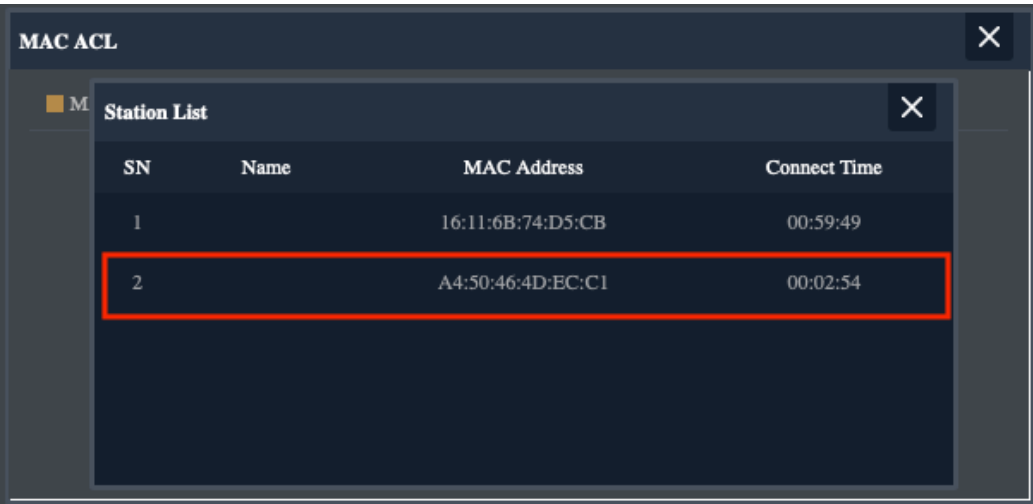 MAC ACL
M
Station List
SN Name MAC Address Connect Time
1 16:11:6B:74:D5:CB 00:59:49
2 A4:50:46:4D:EC:C1 00:02:54